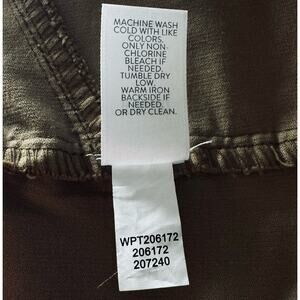 MACHINE WASH
COLD WITH LIKE
COLORS.
ONLY NON-
CHLORINE
BLEACH IF
NEEDED.
TUMBLE DRY
LOW.
WARM IRON
BACKSIDE IF
NEEDED.
OR DRY CLEAN.
WPT206172
206172
207240